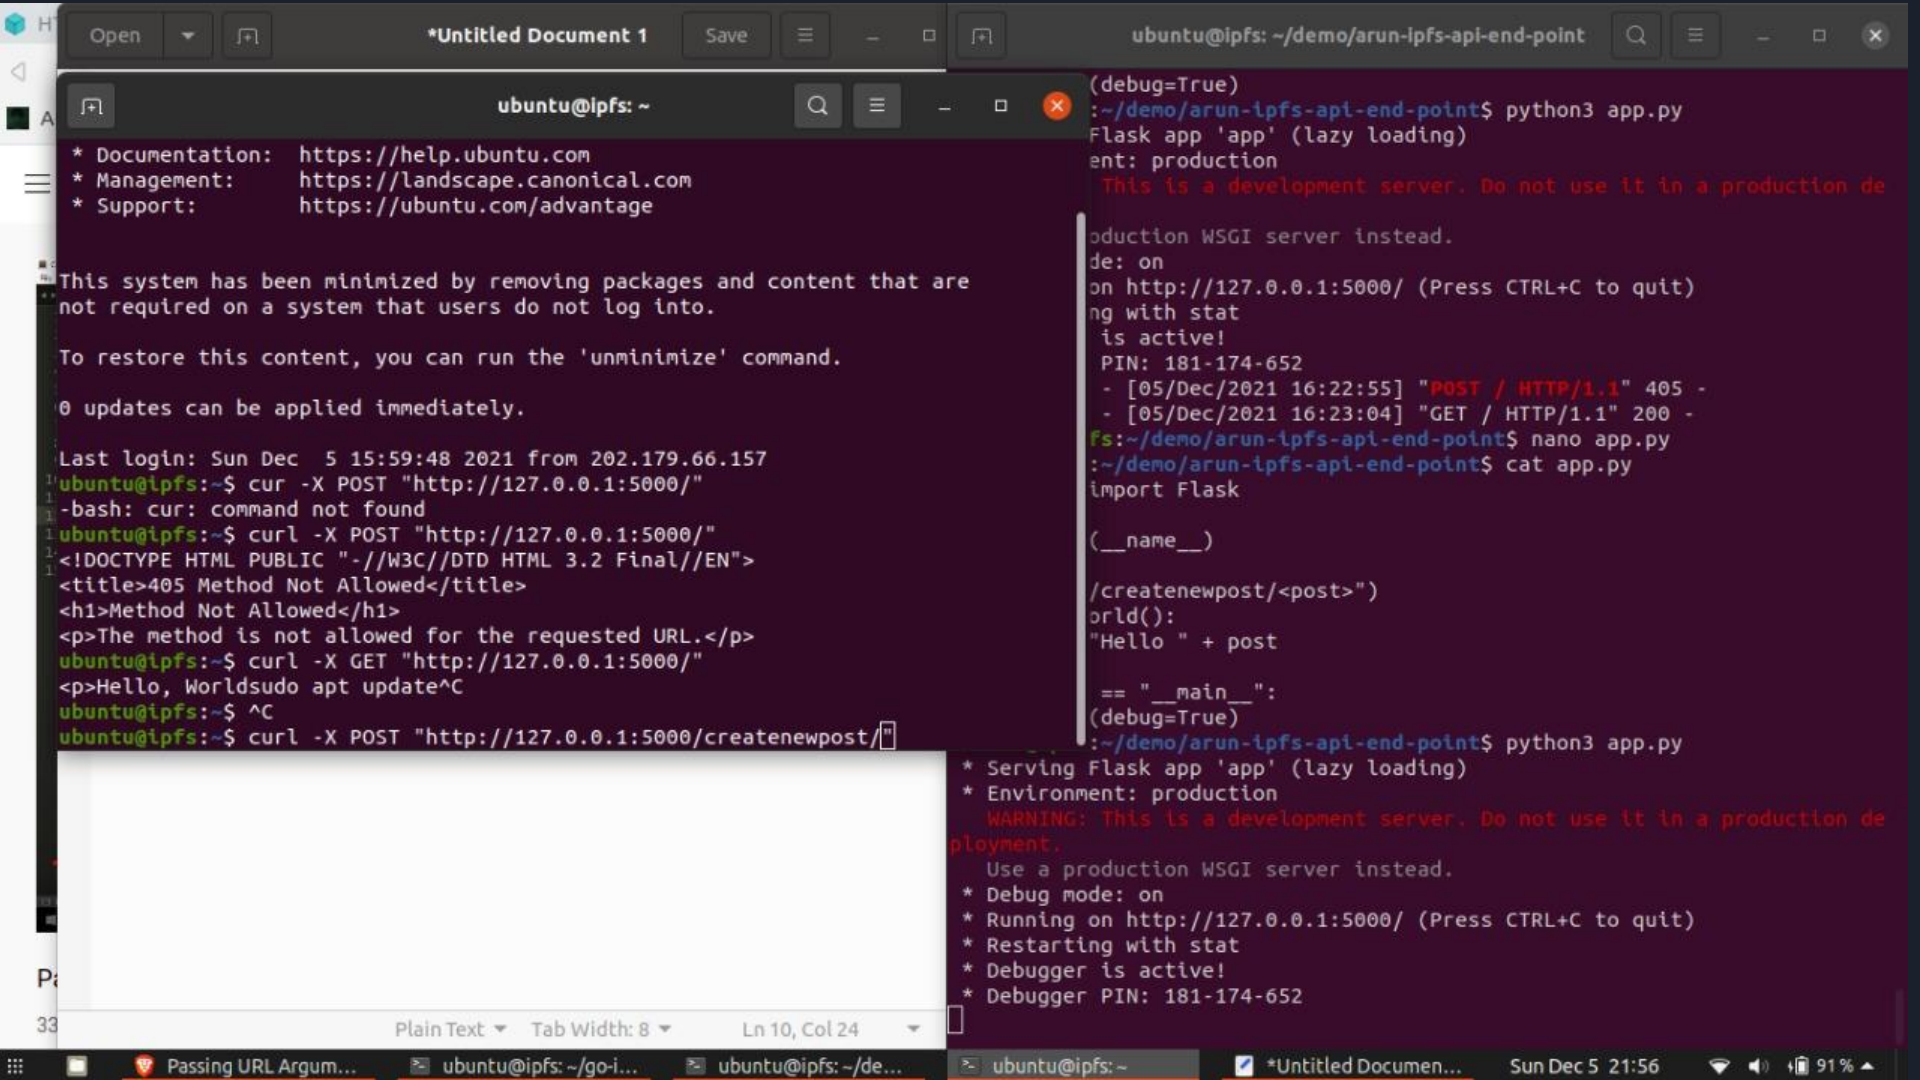 Open
*Untitled Document 1
Save
ubuntu@ipfs: ~/demo/arun-ipfs-api-end-point
ubuntu@ipfs: ~
* Documentation:  https://help.ubuntu.com
* Management:     https://landscape.canonical.com
* Support:        https://ubuntu.com/advantage
This system has been minimized by removing packages and content that are
not required on a system that users do not log into.
To restore this content, you can run the 'unminimize' command.
0 updates can be applied immediately.
Last login: Sun Dec  5 15:59:48 2021 from 202.179.66.157
ubuntu@ipfs:~$ cur -X POST "http://127.0.0.1:5000/"
-bash: cur: command not found
ubuntu@ipfs:~$ curl -X POST "http://127.0.0.1:5000/"
<!DOCTYPE HTML PUBLIC "-//W3C//DTD HTML 3.2 Final//EN">
<title>405 Method Not Allowed</title>
<h1>Method Not Allowed</h1>
<p>The method is not allowed for the requested URL.</p>
ubuntu@ipfs:~$ curl -X GET "http://127.0.0.1:5000/"
<p>Hello, Worldsudo apt update^C
ubuntu@ipfs:~$ ^C
ubuntu@ipfs:~$ curl -X POST "http://127.0.0.1:5000/createnewpost/"
(debug=True)
:~/demo/arun-ipfs-api-end-point$ python3 app.py
Flask app 'app' (lazy loading)
ent: production
This is a development server. Do not use it in a production de
oduction WSGI server instead.
de: on
on http://127.0.0.1:5000/ (Press CTRL+C to quit)
ng with stat
is active!
PIN: 181-174-652
- [05/Dec/2021 16:22:55] "POST / HTTP/1.1" 405 -
- [05/Dec/2021 16:23:04] "GET / HTTP/1.1" 200 -
fs:~/demo/arun-ipfs-api-end-point$ nano app.py
:~/demo/arun-ipfs-api-end-point$ cat app.py
import Flask
(__name__)
/createnewpost/<post>")
orld():
"Hello " + post
== "__main__":
(debug=True)
:~/demo/arun-ipfs-api-end-point$ python3 app.py
* Serving Flask app 'app' (lazy loading)
* Environment: production
WARNING: This is a development server. Do not use it in a production de
ployment.
Use a production WSGI server instead.
* Debug mode: on
* Running on http://127.0.0.1:5000/ (Press CTRL+C to quit)
* Restarting with stat
* Debugger is active!
* Debugger PIN: 181-174-652
33
Plain Text
Tab Width: 8
Ln 10, Col 24
Passing URL Argum...
ubuntu@ipfs: ~/go-i...
ubuntu@ipfs: ~/de...
ubuntu@ipfs: ~
*Untitled Documen...
Sun Dec 5  21:56
91%